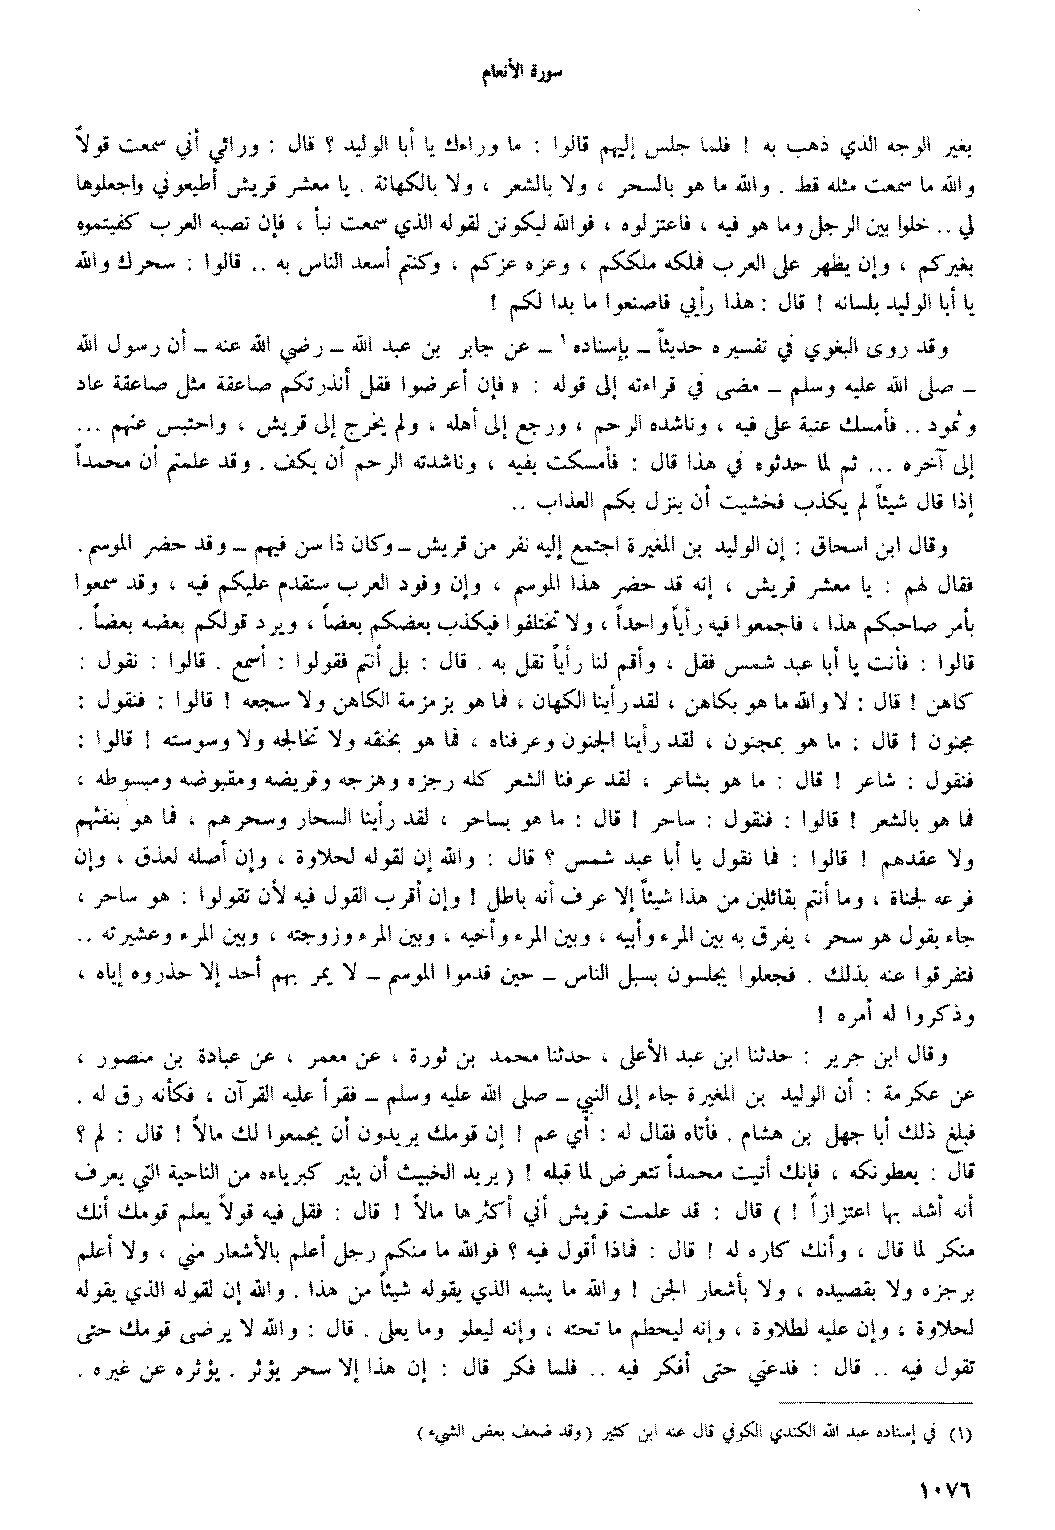 سورة الأنعام
بغير الوجه الذي ذهب به ! فلما جلس إليهم قالوا : ما وراءك يا أبا الوليد ؟ قال : ورائي أني سمعت قولاً
والله ما سمعت مثله قط . والله ما هو بالسحر ، ولا بالشعر ، ولا بالكهانة . يا معشر قريش أطيعوني واجعلوها
لي .. خلوا بين الرجل وما هو فيه ، فاعتزلوه ، فوالله ليكونن لقوله الذي سمعت نبأ ، فإن تصبه العرب كفيتموه
بغيركم ، وإن يظهر على العرب فملكه ملككم ، وعزه عزكم ، وكنتم أسعد الناس به .. قالوا : سحرك والله
يا أبا الوليد بلسانه ! قال : هذا رأيي فاصنعوا ما بدا لكم !
وقد روى البغوي في تفسيره حديثاً – بإسناده ١ – عن جابر بن عبد الله – رضي الله عنه – أن رسول الله
– صلى الله عليه وسلم – مضى في قراءته إلى قوله : « فإن أعرضوا فقل أنذرتكم صاعقة مثل صاعقة عاد
وثمود .. فأمسك عتبة على فيه ، وناشده الرحم ، ورجع إلى أهله ، ولم يخرج إلى قريش ، واحتبس عنهم ...
إلى آخره ... ثم لما حدثوه في هذا قال : فأمسكت بفيه ، وناشدته الرحم أن يكف . وقد علمتم أن محمداً
إذا قال شيئاً لم يكذب فخشيت أن ينزل بكم العذاب ..
وقال ابن اسحاق : إن الوليد بن المغيرة اجتمع إليه نفر من قريش – وكان ذا سن فيهم – وقد حضر الموسم .
فقال لهم : يا معشر قريش ، إنه قد حضر هذا الموسم ، وإن وفود العرب ستقدم عليكم فيه ، وقد سمعوا
بأمر صاحبكم هذا ، فاجمعوا فيه رأياً واحداً ، ولا تختلفوا فيكذب بعضكم بعضاً ، ويرد قولكم بعضه بعضاً .
قالوا : فأنت يا أبا عبد شمس فقل ، وأقم لنا رأياً نقل به . قال : بل أنتم فقولوا : أسمع . قالوا : نقول :
كاهن ! قال : لا والله ما هو بكاهن ، لقد رأينا الكهان ، فما هو بزمزمة الكاهن ولا سجعه ! قالوا : فنقول :
مجنون ! قال : ما هو بمجنون ، لقد رأينا الجنون وعرفناه ، فما هو بخنقه ولا تخالجه ولا وسوسته ! قالوا :
فنقول : شاعر ! قال : ما هو بشاعر ، لقد عرفنا الشعر كله رجزه وهزجه وقريضه ومقبوضه ومبسوطه ،
فما هو بالشعر ! قالوا : فنقول : ساحر ! قال : ما هو بساحر ، لقد رأينا السحار وسحرهم ، فما هو بنفثهم
ولا عقدهم ! قالوا : فما نقول يا أبا عبد شمس ؟ قال : والله إن لقوله لحلاوة ، وإن أصله لعذق ، وإن
فرعه لجناة ، وما أنتم بقائلين من هذا شيئاً إلا عرف أنه باطل ! وإن أقرب القول فيه لأن تقولوا : هو ساحر ،
جاء بقول هو سحر ، يفرق به بين المرء وأبيه ، وبين المرء وأخيه ، وبين المرء وزوجته ، وبين المرء وعشيرته ..
فتفرقوا عنه بذلك . فجعلوا يجلسون بسبل الناس – حين قدموا الموسم – لا يمر بهم أحد إلا حذروه إياه ،
وذكروا له أمره !
وقال ابن جرير : حدثنا ابن عبد الأعلى ، حدثنا محمد بن ثورة ، عن معمر ، عن عبادة بن منصور ،
عن عكرمة : أن الوليد بن المغيرة جاء إلى النبي – صلى الله عليه وسلم – فقرأ عليه القرآن ، فكأنه رق له .
فبلغ ذلك أبا جهل بن هشام . فأتاه فقال له : أي عم ! إن قومك يريدون أن يجمعوا لك مالاً ! قال : لم ؟
قال : يعطونكه ، فإنك أتيت محمداً تتعرض لما قبله ! ( يريد الخبيث أن يثير كبرياءه من الناحية التي يعرف
أنه أشد بها اعتزازاً ! ) قال : قد علمت قريش أني أكثرها مالاً ! قال : فقل فيه قولاً يعلم قومك أنك
منكر لما قال ، وأنك كاره له ! قال : فماذا أقول فيه ؟ فوالله ما منكم رجل أعلم بالأشعار مني ، ولا أعلم
برجزه ولا بقصيده ، ولا بأشعار الجن ! والله ما يشبه الذي يقوله شيئاً من هذا . والله إن لقوله الذي يقوله
لحلاوة ، وإن عليه لطلاوة ، وإنه ليحطم ما تحته ، وإنه ليعلو وما يعلى . قال : والله لا يرضى قومك حتى
تقول فيه .. قال : فدعني حتى أفكر فيه .. فلما فكر قال : إن هذا إلا سحر يؤثر . يؤثره عن غيره .
(١) في إسناده عبد الله الكندي الكوفي قال عنه ابن كثير ( وقد ضعف بعض الشيء )
١٠٧٦